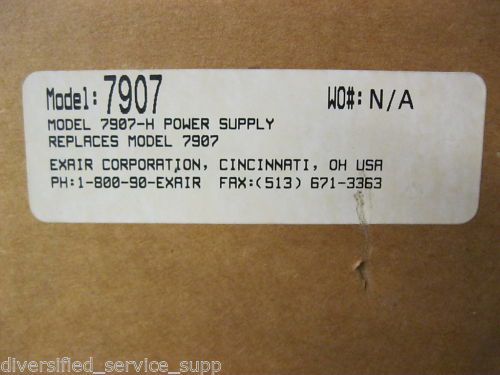 Model: 7907 WO#: N/A
MODEL 7907-H POWER SUPPLY
REPLACES MODEL 7907
EXAIR CORPORATION, CINCINNATI, OH USA
PH:1-800-90-EXAIR FAX:(513) 671-3363
diversified_service_supp